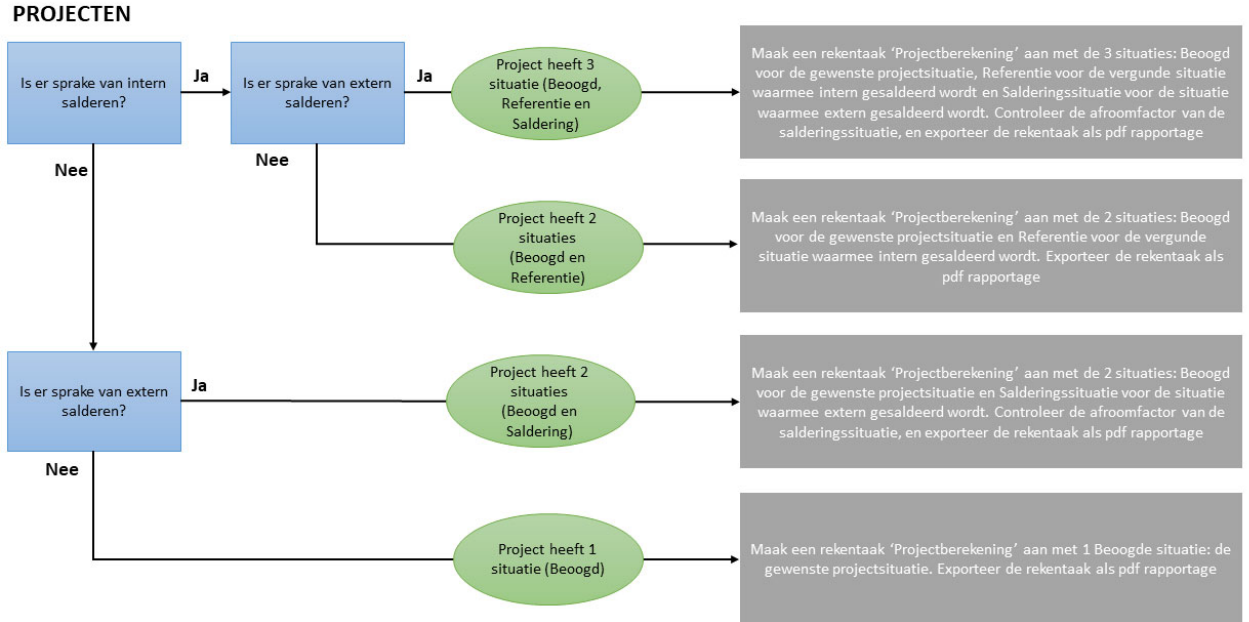 PROJECTEN
Is er sprake van intern
salderen?
Ja
Is er sprake van extern
salderen?
Ja
Project heeft 3
situatie (Beoogd,
Referentie en
Saldering)
Maak een rekentaak ‘Projectberekening’ aan met de 3 situaties: Beoogd
voor de gewenste projectsituatie, Referentie voor de vergunde situatie
waarmee intern gesaldeerd wordt en Salderingssituatie voor de situatie
waarmee extern gesaldeerd wordt. Controleer de afroomfactor van de
salderingssituatie, en exporteer de rekentaak als pdf rapportage
Nee
Nee
Project heeft 2
situaties
(Beoogd en
Referentie)
Maak een rekentaak ‘Projectberekening’ aan met de 2 situaties: Beoogd
voor de gewenste projectsituatie en Referentie voor de vergunde
situatie waarmee intern gesaldeerd wordt. Exporteer de rekentaak als
pdf rapportage
Is er sprake van extern
salderen?
Ja
Project heeft 2
situaties
(Beoogd en
Saldering)
Maak een rekentaak ‘Projectberekening’ aan met de 2 situaties: Beoogd
voor de gewenste projectsituatie en Salderingssituatie voor de situatie
waarmee extern gesaldeerd wordt. Controleer de afroomfactor van de
salderingssituatie, en exporteer de rekentaak als pdf rapportage
Nee
Project heeft 1
situatie (Beoogd)
Maak een rekentaak ‘Projectberekening’ aan met 1 Beoogde situatie: de
gewenste projectsituatie. Exporteer de rekentaak als pdf rapportage